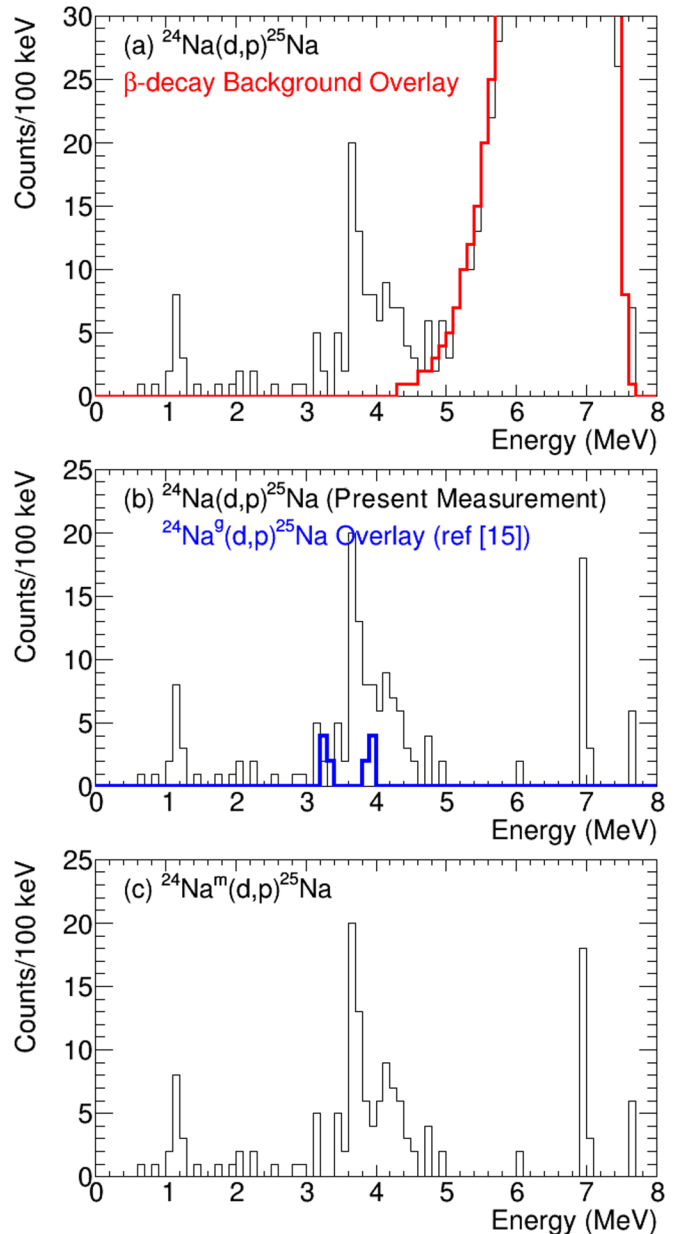 (a) ²⁴Na(d,p)²⁵Na
β-decay Background Overlay
Counts/100 keV
30
25
20
15
10
5
0
0 1 2 3 4 5 6 7 8
Energy (MeV)
(b) ²⁴Na(d,p)²⁵Na (Present Measurement)
²⁴Naᵍ(d,p)²⁵Na Overlay (ref [15])
Counts/100 keV
25
20
15
10
5
0
0 1 2 3 4 5 6 7 8
Energy (MeV)
(c) ²⁴Naᵐ(d,p)²⁵Na
Counts/100 keV
25
20
15
10
5
0
0 1 2 3 4 5 6 7 8
Energy (MeV)